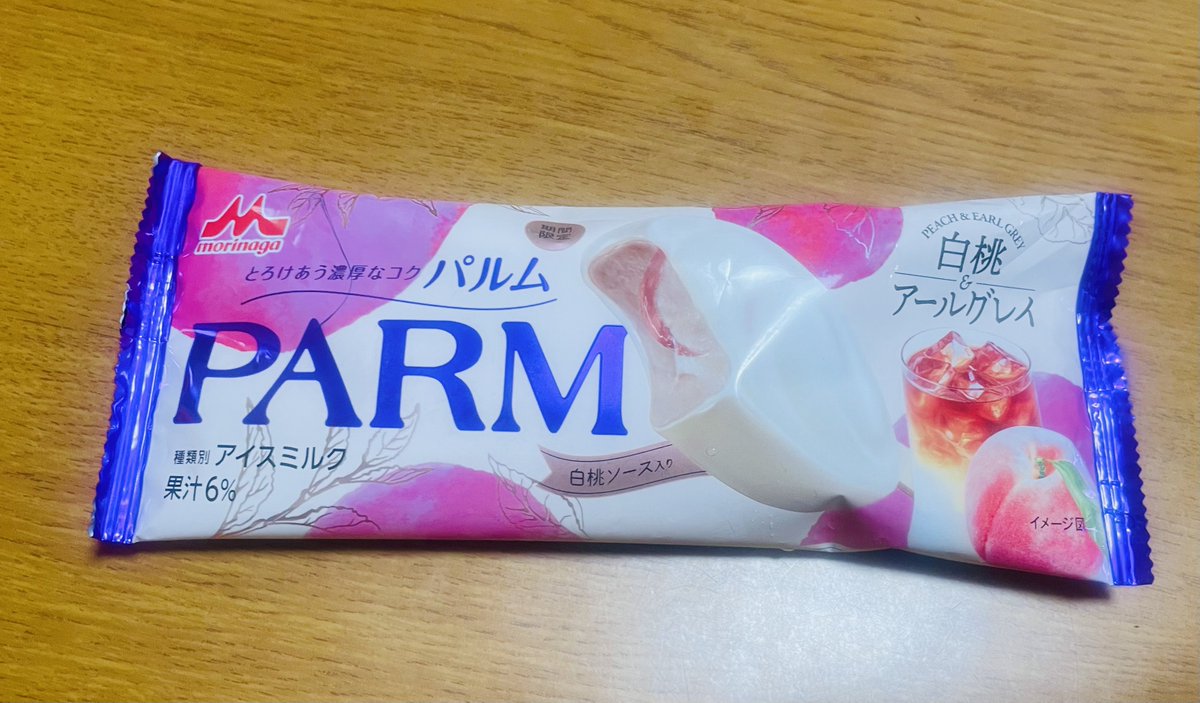 morinaga
とろけあう濃厚なコク パルム
PARM
種類別 アイスミルク
果汁6%
期間
限定
白桃ソース入り
PEACH & EARL GREY
白桃
&
アールグレイ
イメージ図